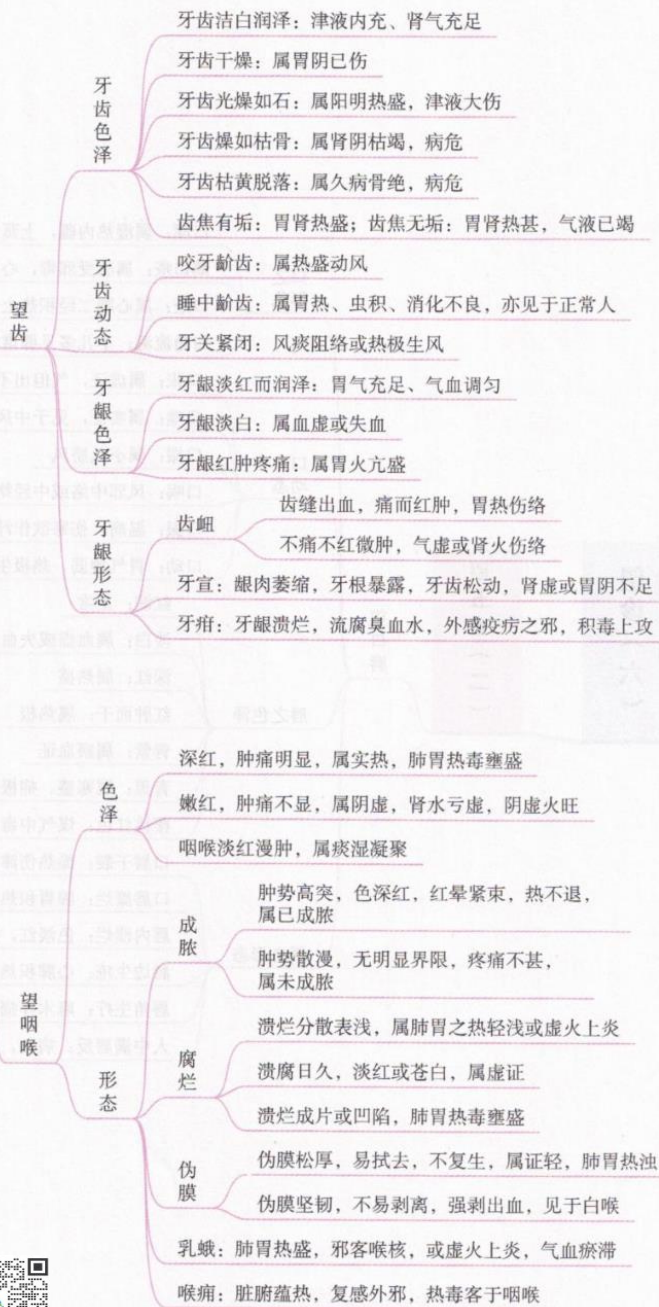 望齿
牙齿色泽
牙齿洁白润泽：津液内充、肾气充足
牙齿干燥：属胃阴已伤
牙齿光燥如石：属阳明热盛，津液大伤
牙齿燥如枯骨：属肾阴枯竭，病危
牙齿枯黄脱落：属久病骨绝，病危
齿焦有垢：胃肾热盛；齿焦无垢：胃肾热甚，气液已竭
牙齿动态
咬牙龂齿：属热盛动风
睡中龂齿：属胃热、虫积、消化不良，亦见于正常人
牙关紧闭：风痰阻络或热极生风
牙龈色泽
牙龈淡红而润泽：胃气充足、气血调匀
牙龈淡白：属血虚或失血
牙龈红肿疼痛：属胃火亢盛
牙龈形态
齿衄
齿缝出血，痛而红肿，胃热伤络
不痛不红微肿，气虚或肾火伤络
牙宣：龈肉萎缩，牙根暴露，牙齿松动，肾虚或胃阴不足
牙疳：牙龈溃烂，流腐臭血水，外感疫疠之邪，积毒上攻
望咽喉
色泽
深红，肿痛明显，属实热，肺胃热毒壅盛
嫩红，肿痛不显，属阴虚，肾水亏虚，阴虚火旺
咽喉淡红漫肿，属痰湿凝聚
形态
成脓
肿势高突，色深红，红晕紧束，热不退，
属已成脓
肿势散漫，无明显界限，疼痛不甚，
属未成脓
腐烂
溃烂分散表浅，属肺胃之热轻浅或虚火上炎
溃腐日久，淡红或苍白，属虚证
溃烂成片或凹陷，肺胃热毒壅盛
伪膜
伪膜松厚，易拭去，不复生，属证轻，肺胃热浊
伪膜坚韧，不易剥离，强剥出血，见于白喉
乳蛾：肺胃热盛，邪客喉核，或虚火上炎，气血瘀滞
喉痈：脏腑蕴热，复感外邪，热毒客于咽喉